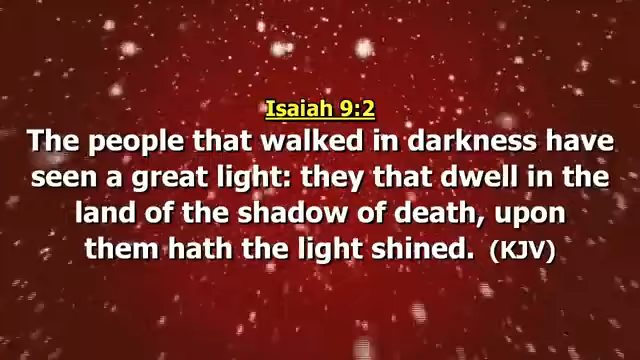 Isaiah 9:2
The people that walked in darkness have
seen a great light: they that dwell in the
land of the shadow of death, upon
them hath the light shined. (KJV)